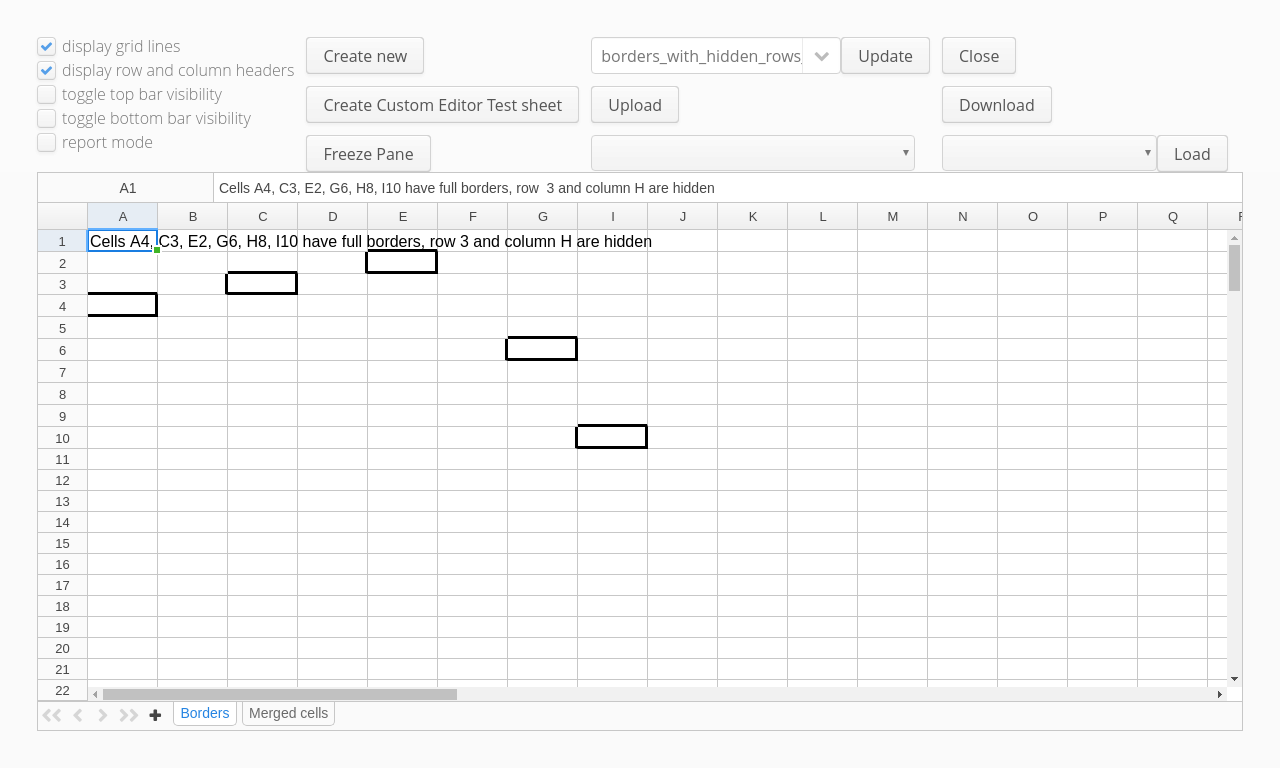 display grid lines
display row and column headers
toggle top bar visibility
toggle bottom bar visibility
report mode
Create new
borders_with_hidden_rows_
Update
Close
Create Custom Editor Test sheet
Upload
Download
Freeze Pane
Load
A1
Cells A4, C3, E2, G6, H8, I10 have full borders, row  3 and column H are hidden
A B C D E F G I J K L M N O P Q
1 Cells A4, C3, E2, G6, H8, I10 have full borders, row 3 and column H are hidden
2
3
4
5
6
7
8
9
10
11
12
13
14
15
16
17
18
19
20
21
22
Borders
Merged cells